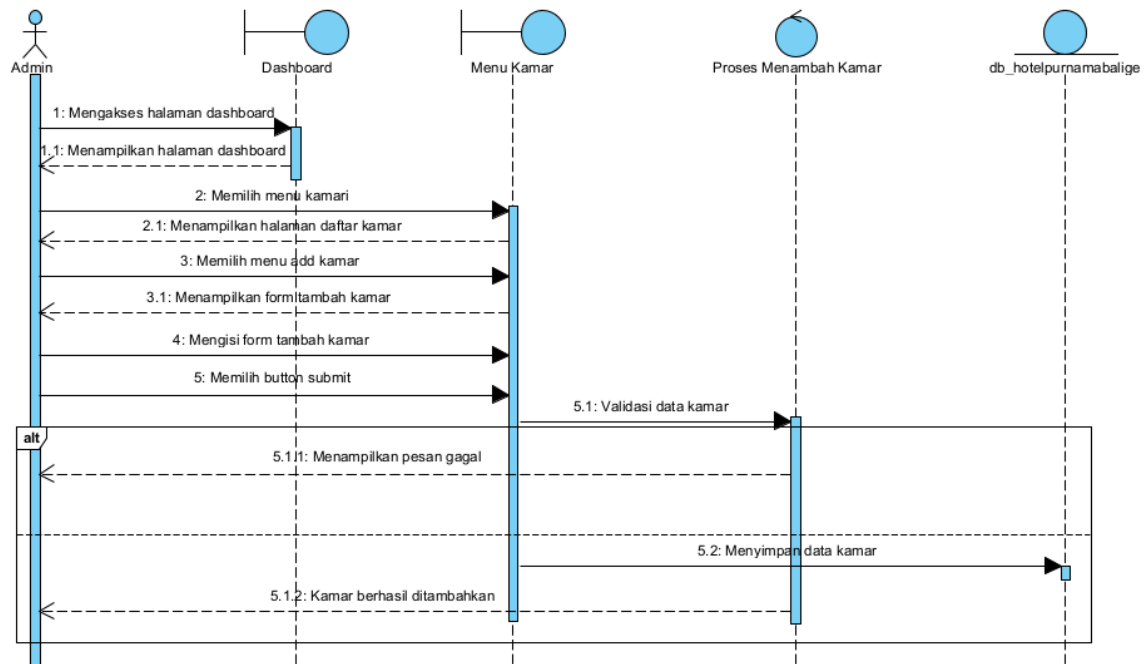 Admin
Dashboard
Menu Kamar
Proses Menambah Kamar
db_hotelpurnamabalige
1: Mengakses halaman dashboard
1.1: Menampilkan halaman dashboard
2: Memilih menu kamari
2.1: Menampilkan halaman daftar kamar
3: Memilih menu add kamar
3.1: Menampilkan form tambah kamar
4: Mengisi form tambah kamar
5: Memilih button submit
5.1: Validasi data kamar
alt
5.1.1: Menampilkan pesan gagal
5.2: Menyimpan data kamar
5.1.2: Kamar berhasil ditambahkan